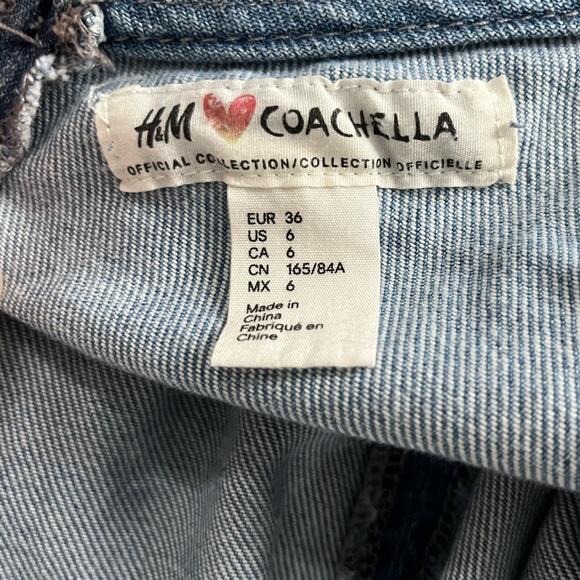 H&M COACHELLA
OFFICIAL COLLECTION/COLLECTION OFFICIELLE
EUR 36
US 6
CA 6
CN 165/84A
MX 6
Made in
China
Fabriqué en
Chine